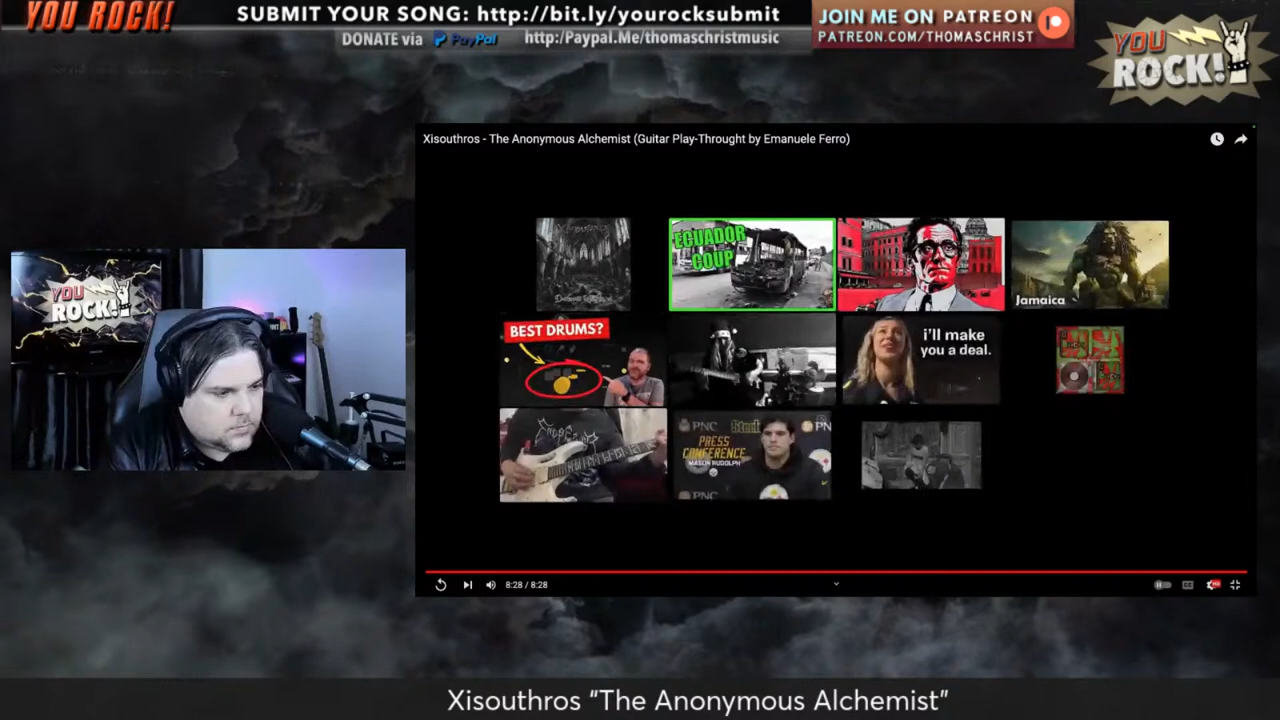 YOU ROCK!
SUBMIT YOUR SONG: http://bit.ly/yourocksubmit
DONATE via PayPal http:/Paypal.Me/thomaschristmusic
JOIN ME ON PATREON
PATREON.COM/THOMASCHRIST
YOU
ROCK!
Xisouthros - The Anonymous Alchemist (Guitar Play-Throught by Emanuele Ferro)
ECUADOR
COUP
Jamaica
YOU
ROCK!
BEST DRUMS?
i'll make
you a deal.
PRESS
CONFERENCE
MASON RUDOLPH
PNC
PNC
8:28 / 8:28
Xisouthros "The Anonymous Alchemist"